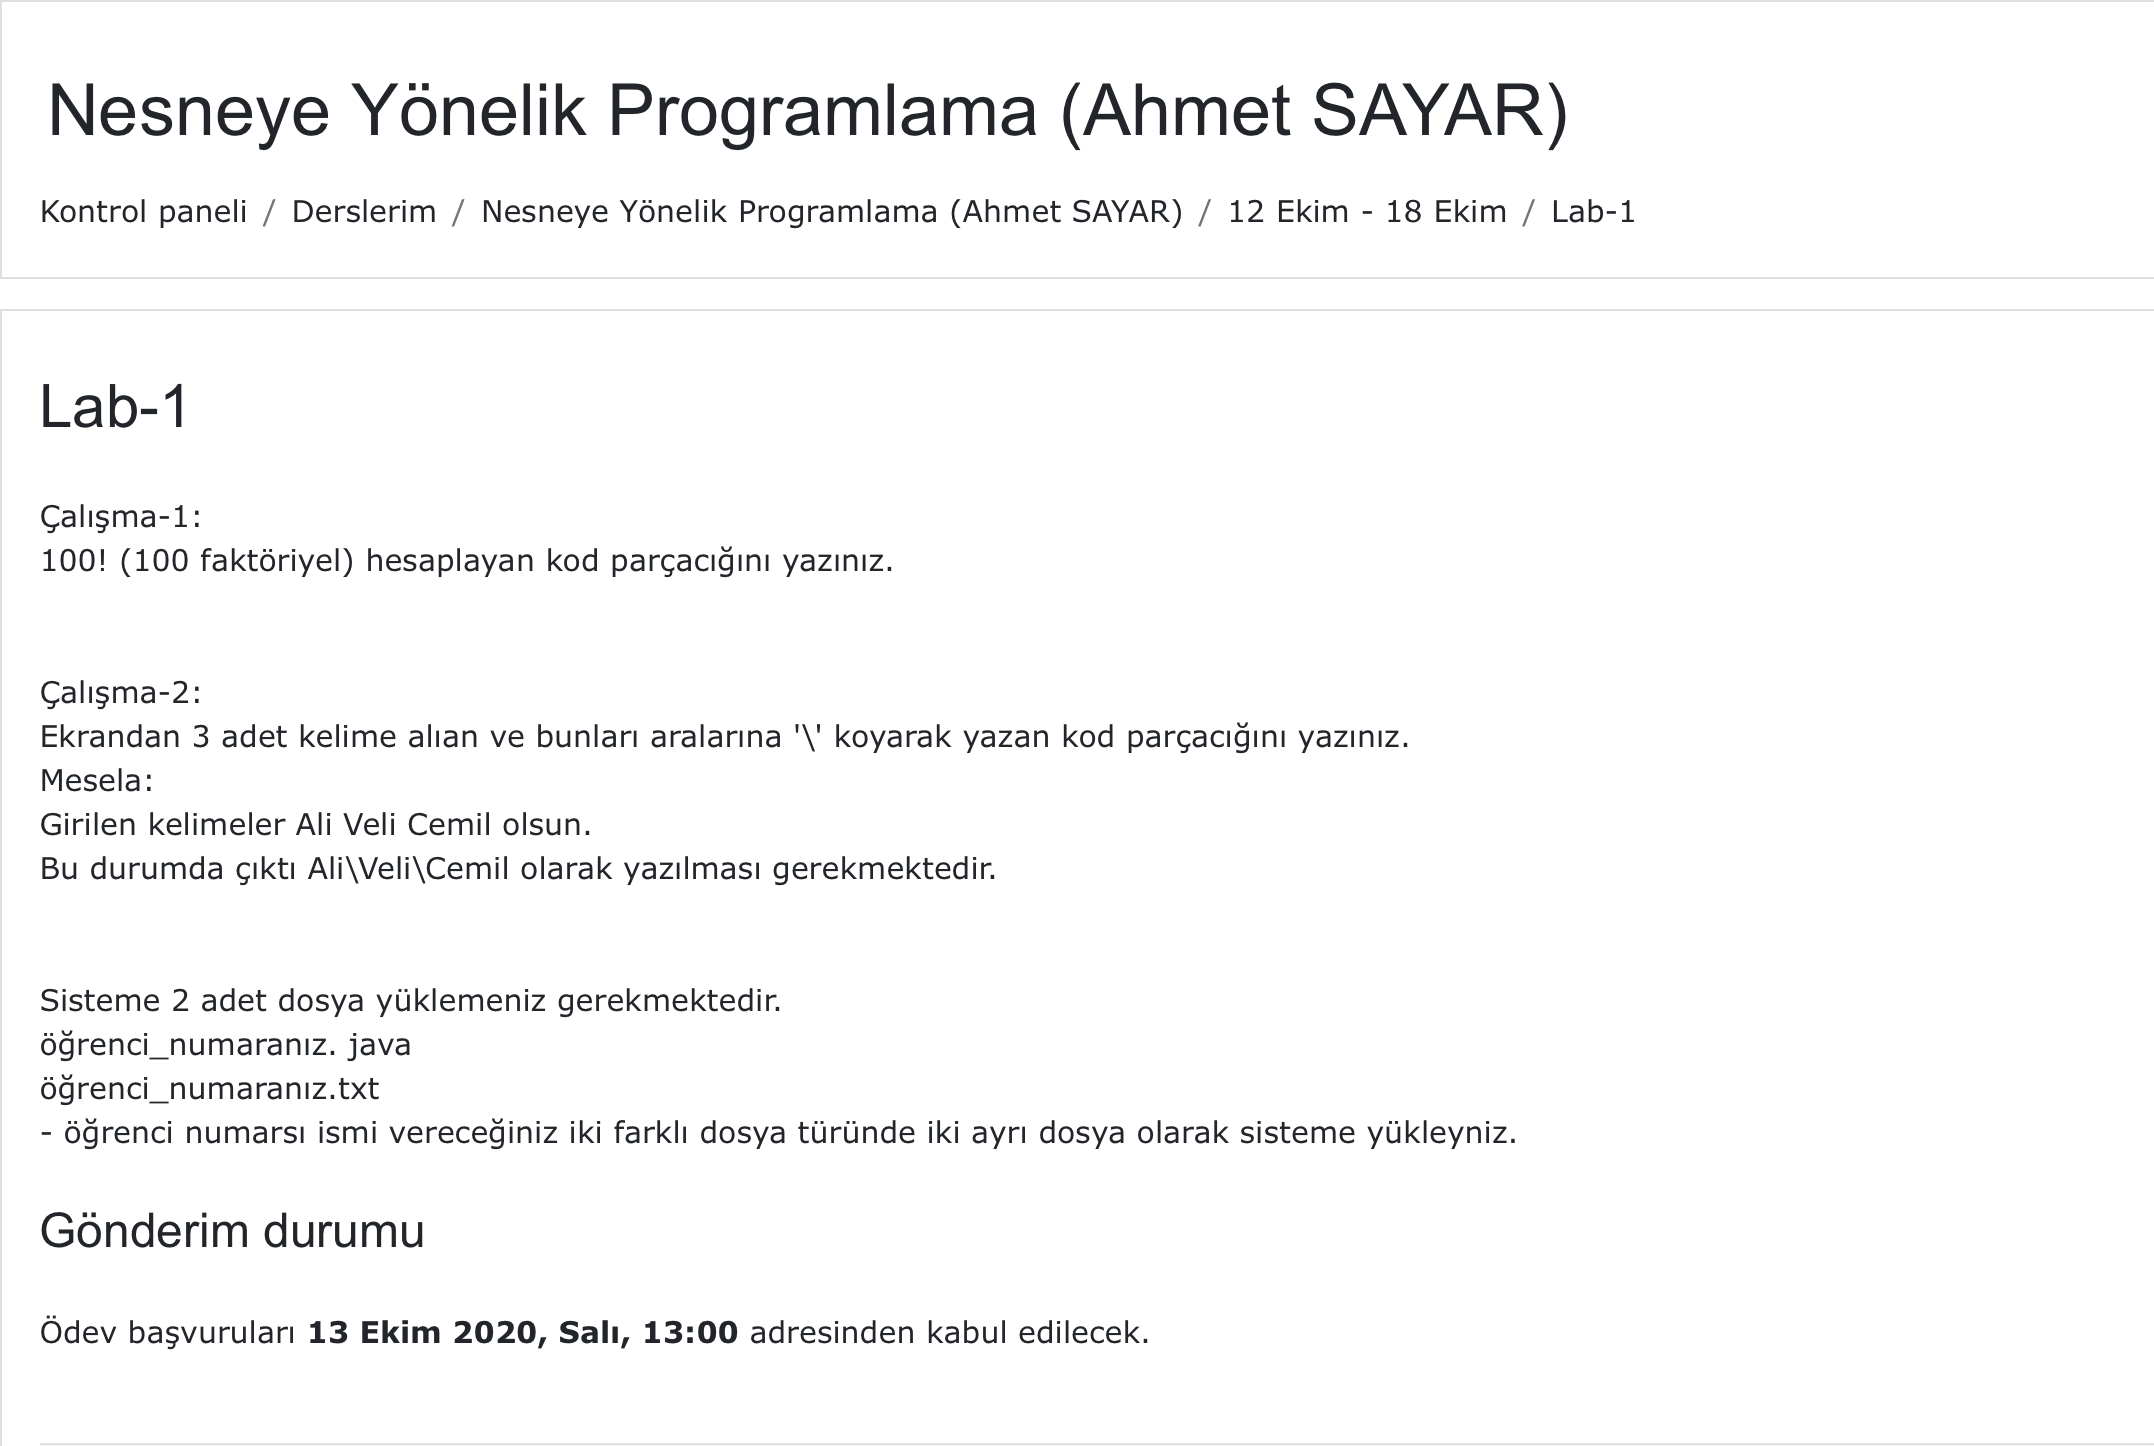 Nesneye Yönelik Programlama (Ahmet SAYAR)
Kontrol paneli / Derslerim / Nesneye Yönelik Programlama (Ahmet SAYAR) / 12 Ekim - 18 Ekim / Lab-1
Lab-1
Çalışma-1:
100! (100 faktöriyel) hesaplayan kod parçacığını yazınız.
Çalışma-2:
Ekrandan 3 adet kelime alıan ve bunları aralarına '\' koyarak yazan kod parçacığını yazınız.
Mesela:
Girilen kelimeler Ali Veli Cemil olsun.
Bu durumda çıktı Ali\Veli\Cemil olarak yazılması gerekmektedir.
Sisteme 2 adet dosya yüklemeniz gerekmektedir.
öğrenci_numaranız. java
öğrenci_numaranız.txt
- öğrenci numarsı ismi vereceğiniz iki farklı dosya türünde iki ayrı dosya olarak sisteme yükleyniz.
Gönderim durumu
Ödev başvuruları 13 Ekim 2020, Salı, 13:00 adresinden kabul edilecek.